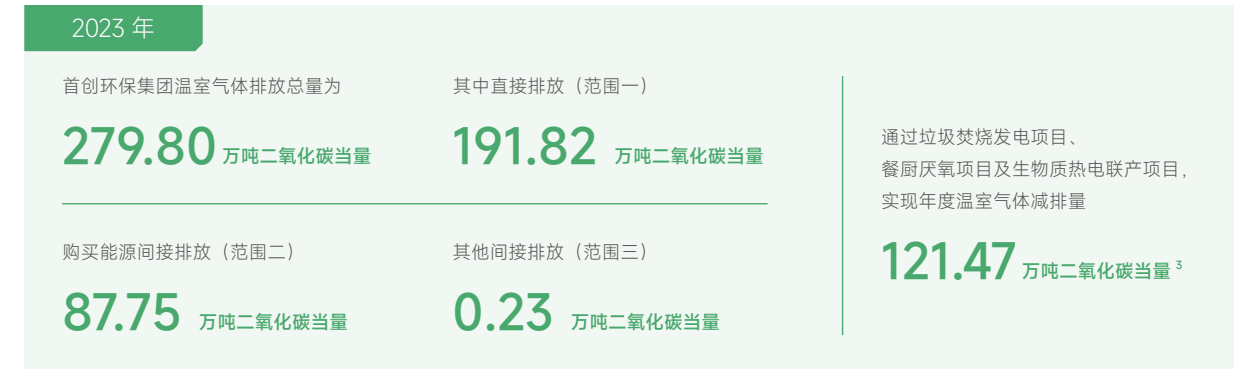 2023 年
首创环保集团温室气体排放总量为
279.80 万吨二氧化碳当量
其中直接排放（范围一）
191.82 万吨二氧化碳当量
购买能源间接排放（范围二）
87.75 万吨二氧化碳当量
其他间接排放（范围三）
0.23 万吨二氧化碳当量
通过垃圾焚烧发电项目、
餐厨厌氧项目及生物质热电联产项目，
实现年度温室气体减排量
121.47 万吨二氧化碳当量 3